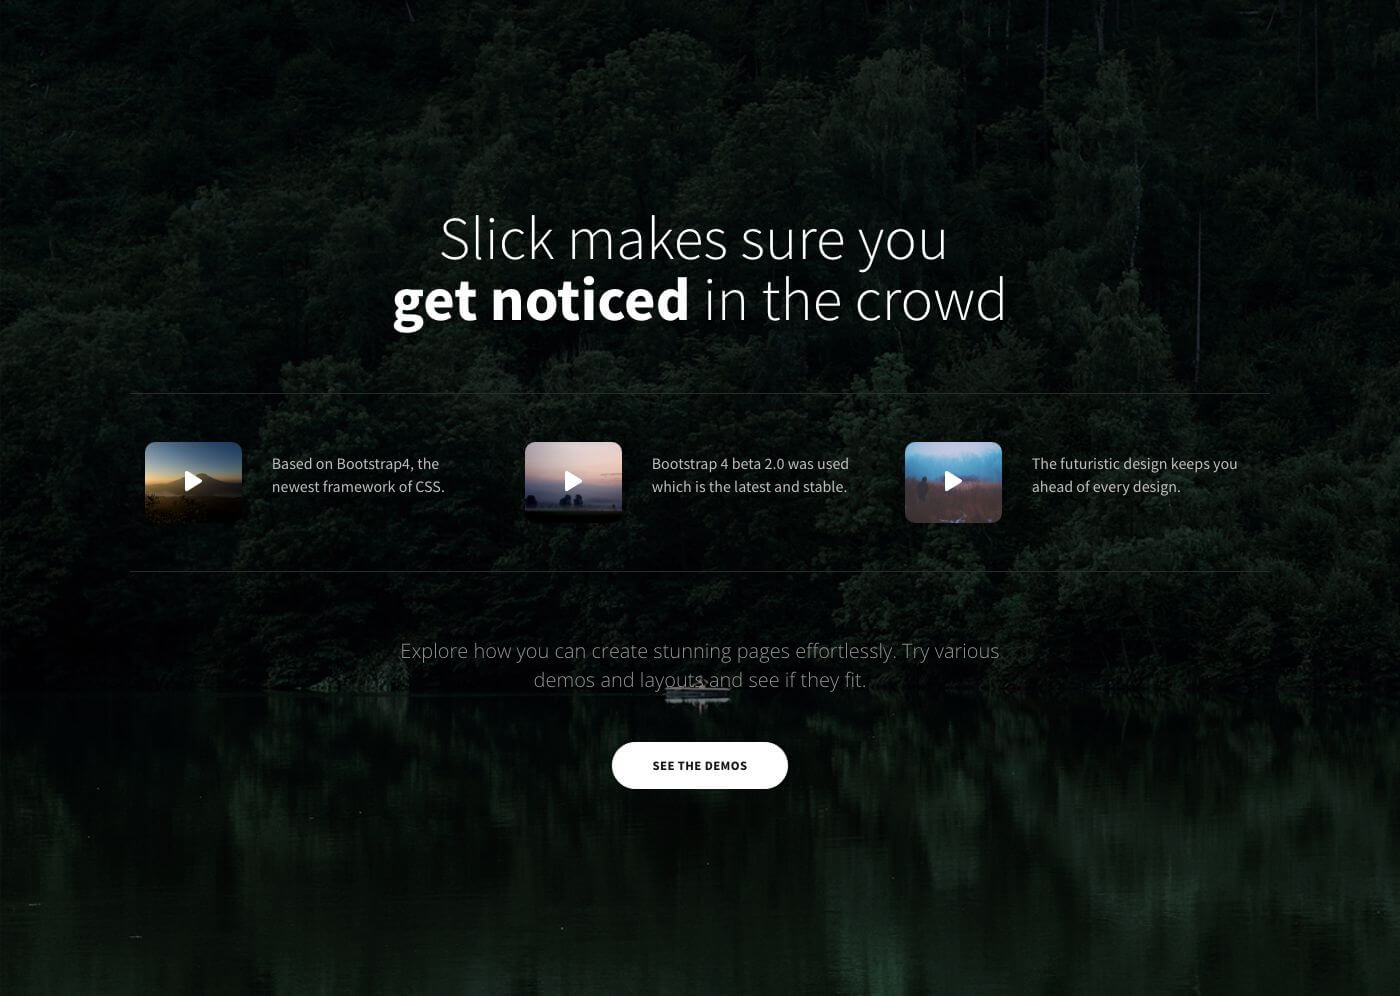 Slick makes sure you
get noticed in the crowd
Based on Bootstrap4, the
newest framework of CSS.
Bootstrap 4 beta 2.0 was used
which is the latest and stable.
The futuristic design keeps you
ahead of every design.
Explore how you can create stunning pages effortlessly. Try various
demos and layouts and see if they fit.
SEE THE DEMOS